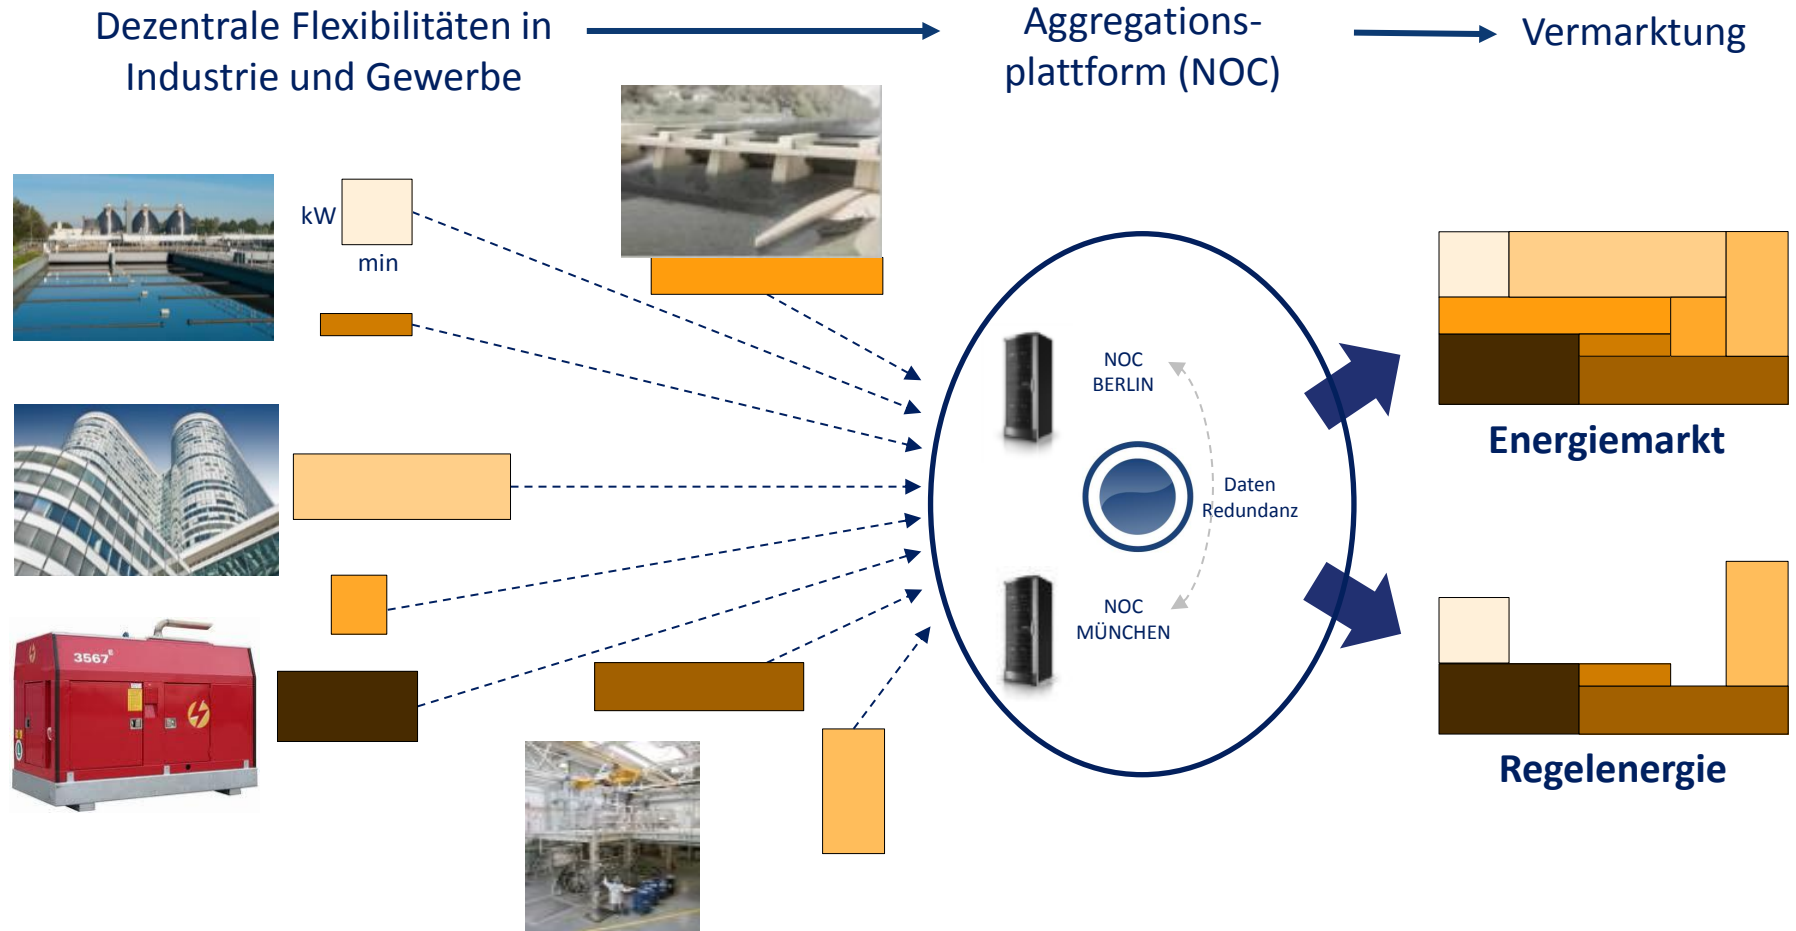 Dezentrale Flexibilitäten in
Industrie und Gewerbe
Aggregations-
plattform (NOC)
Vermarktung
kW
min
NOC
BERLIN
Daten
Redundanz
NOC
MÜNCHEN
Energiemarkt
Regelenergie
3567E